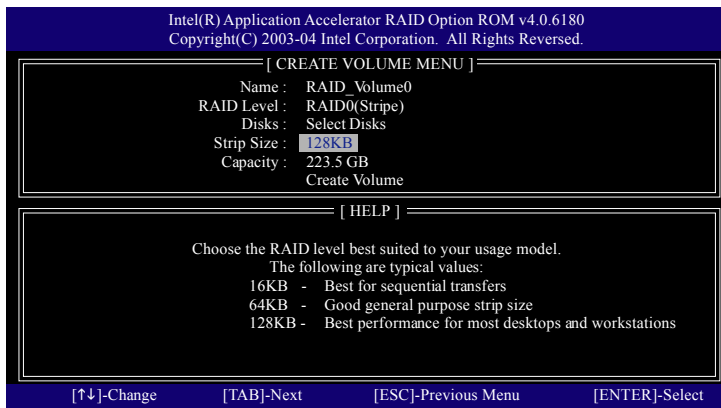 Intel(R) Application Accelerator RAID Option ROM v4.0.6180
Copyright(C) 2003-04 Intel Corporation. All Rights Reversed.
[ CREATE VOLUME MENU ]
Name : RAID_Volume0
RAID Level : RAID0(Stripe)
Disks : Select Disks
Strip Size : 128KB
Capacity : 223.5 GB
Create Volume
[ HELP ]
Choose the RAID level best suited to your usage model.
The following are typical values:
16KB - Best for sequential transfers
64KB - Good general purpose strip size
128KB - Best performance for most desktops and workstations
[↑↓]-Change [TAB]-Next [ESC]-Previous Menu [ENTER]-Select